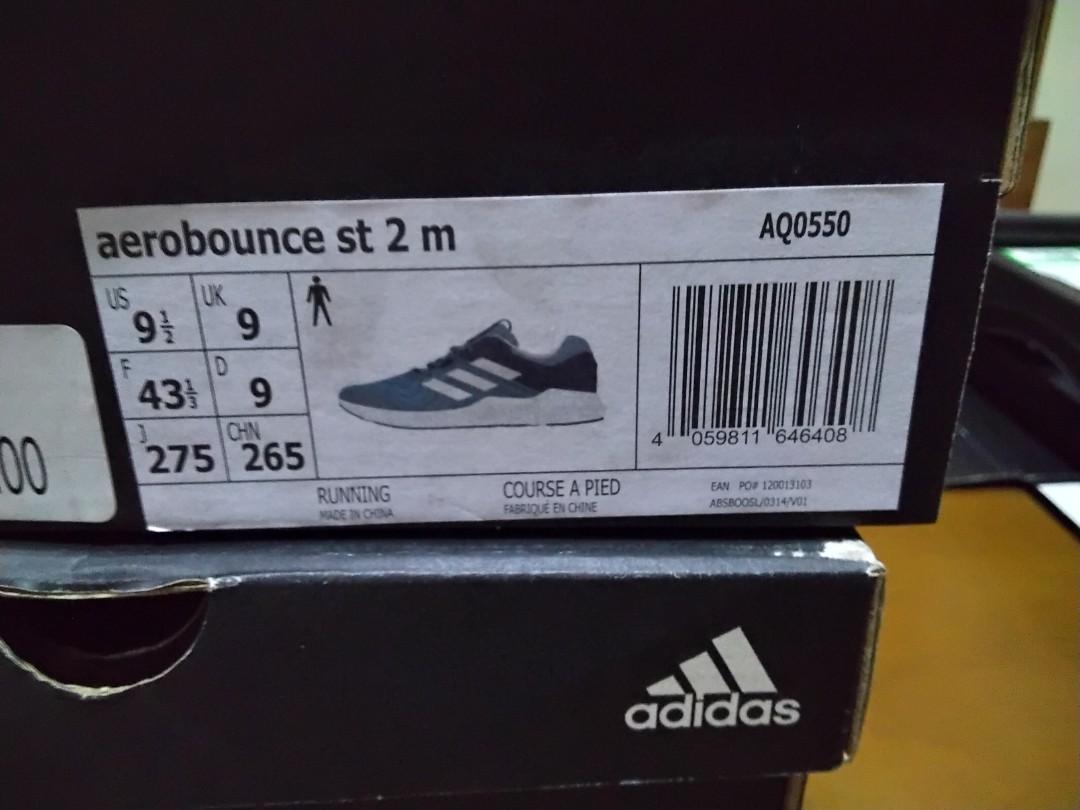 aerobounce st 2 m
AQ0550
US 9½
UK 9
F 43⅓
D 9
J 275
CHN 265
4 059811 646408
RUNNING
MADE IN CHINA
COURSE A PIED
FABRIQUÉ EN CHINE
EAN PO# 120013103
ABSBOOSL/0314/V01
.00
adidas